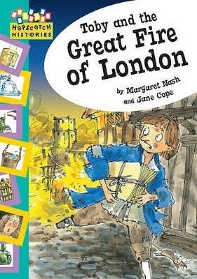 HOPSCOTCH
HISTORIES
Toby and the
Great Fire
of London
by Margaret Nash
and Jane Cope